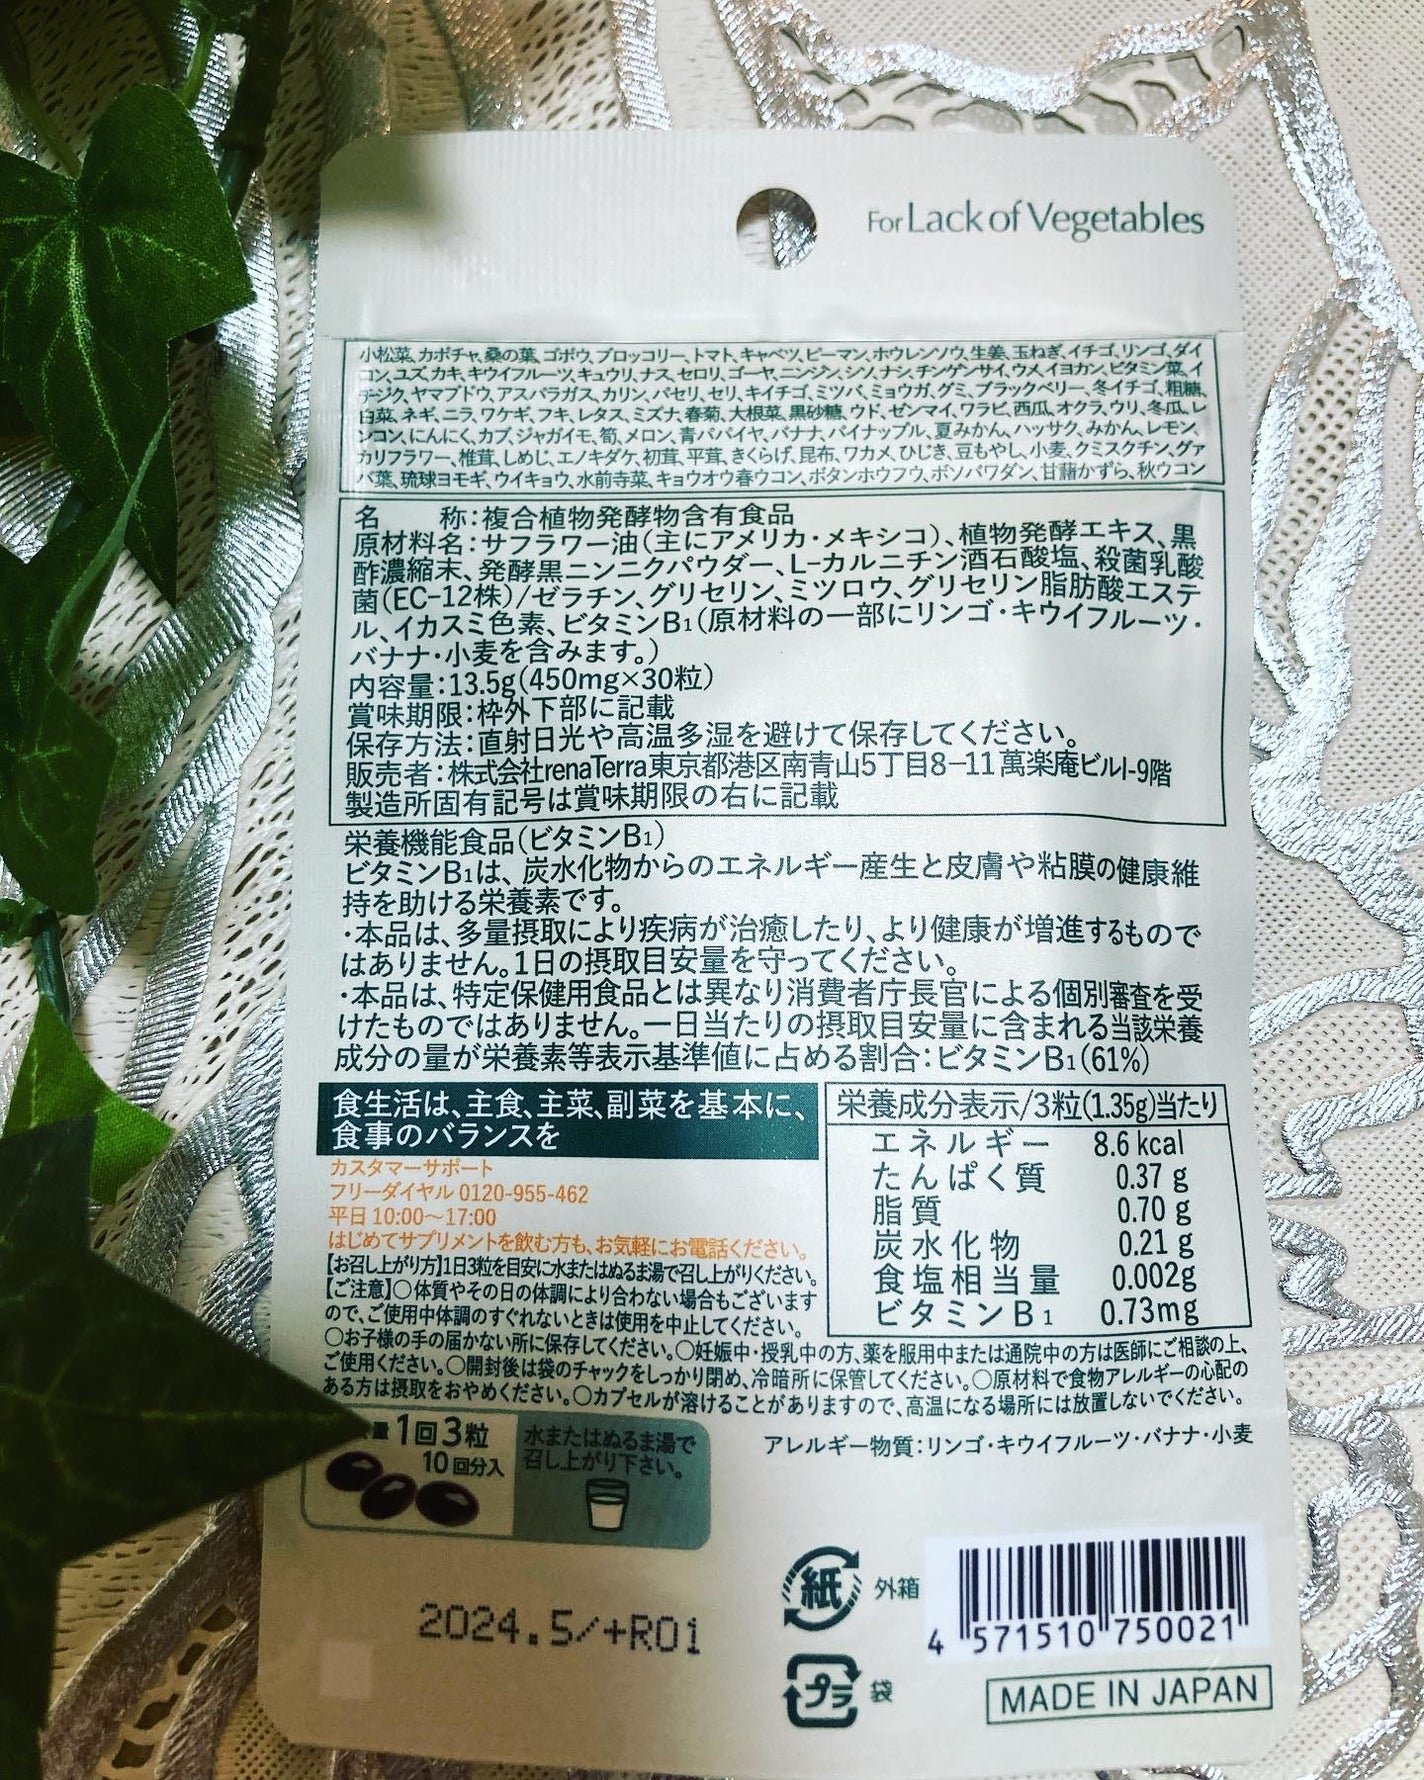 For Lack of Vegetables
小松菜、カボチャ、桑の葉、ゴボウ、ブロッコリー、トマト、キャベツ、ピーマン、ホウレンソウ、生姜、玉ねぎ、イチゴ、リンゴ、ダイ
コン、ユズ、カキ、キウイフルーツ、キュウリ、ナス、セロリ、ゴーヤ、ニンジン、シソ、ナシ、チンゲンサイ、ウメ、イヨカン、ビタミン菜、イ
チジク、ヤマブドウ、アスパラガス、カリン、パセリ、セリ、キイチゴ、ミツバ、ミョウガ、グミ、ブラックベリー、冬イチゴ、粗糖、
白菜、ネギ、ニラ、ワケギ、フキ、レタス、ミズナ、春菊、大根菜、黒砂糖、ウド、ゼンマイ、ワラビ、西瓜、オクラ、ウリ、冬瓜、レ
ンコン、にんにく、カブ、ジャガイモ、筍、メロン、青パパイヤ、バナナ、パイナップル、夏みかん、ハッサク、みかん、レモン、
カリフラワー、椎茸、しめじ、エノキダケ、初茸、平茸、きくらげ、昆布、ワカメ、ひじき、豆もやし、小麦、クミスクチン、グァ
バ葉、琉球ヨモギ、ウイキョウ、水前寺菜、キョウオウ春ウコン、ボタンホウフウ、ボソバワダン、甘藷かずら、秋ウコン
名　　称：複合植物発酵物含有食品
原材料名：サフラワー油（主にアメリカ・メキシコ）、植物発酵エキス、黒
酢濃縮末、発酵黒ニンニクパウダー、L-カルニチン酒石酸塩、殺菌乳酸
菌（EC-12株）/ゼラチン、グリセリン、ミツロウ、グリセリン脂肪酸エステ
ル、イカスミ色素、ビタミンB1（原材料の一部にリンゴ・キウイフルーツ・
バナナ・小麦を含みます。）
内容量：13.5g（450mg×30粒）
賞味期限：枠外下部に記載
保存方法：直射日光や高温多湿を避けて保存してください。
販売者：株式会社renaTerra東京都港区南青山5丁目8-11萬楽庵ビルI-9階
製造所固有記号は賞味期限の右に記載
栄養機能食品（ビタミンB1）
ビタミンB1は、炭水化物からのエネルギー産生と皮膚や粘膜の健康維
持を助ける栄養素です。
・本品は、多量摂取により疾病が治癒したり、より健康が増進するもので
はありません。1日の摂取目安量を守ってください。
・本品は、特定保健用食品とは異なり消費者庁長官による個別審査を受
けたものではありません。一日当たりの摂取目安量に含まれる当該栄養
成分の量が栄養素等表示基準値に占める割合：ビタミンB1（61%）
食生活は、主食、主菜、副菜を基本に、
食事のバランスを
カスタマーサポート
フリーダイヤル 0120-955-462
平日 10:00～17:00
はじめてサプリメントを飲む方も、お気軽にお電話ください。
栄養成分表示/3粒(1.35g)当たり
エネルギー 8.6 kcal
たんぱく質 0.37 g
脂質 0.70 g
炭水化物 0.21 g
食塩相当量 0.002g
ビタミンB1 0.73mg
【お召し上がり方】1日3粒を目安に水またはぬるま湯で召し上がりください。
【ご注意】○体質やその日の体調により合わない場合もございます
ので、ご使用中体調のすぐれないときは使用を中止してください。
○お子様の手の届かない所に保存してください。○妊娠中・授乳中の方、薬を服用中または通院中の方は医師にご相談の上、
ご使用ください。○開封後は袋のチャックをしっかり閉め、冷暗所に保管してください。○原材料で食物アレルギーの心配の
ある方は摂取をおやめください。○カプセルが溶けることがありますので、高温になる場所には放置しないでください。
アレルギー物質：リンゴ・キウイフルーツ・バナナ・小麦
量 1回3粒
10回分入
水またはぬるま湯で
召し上がり下さい。
2024.5/+R01
紙 外箱
プラ 袋
4 571510 750021
MADE IN JAPAN